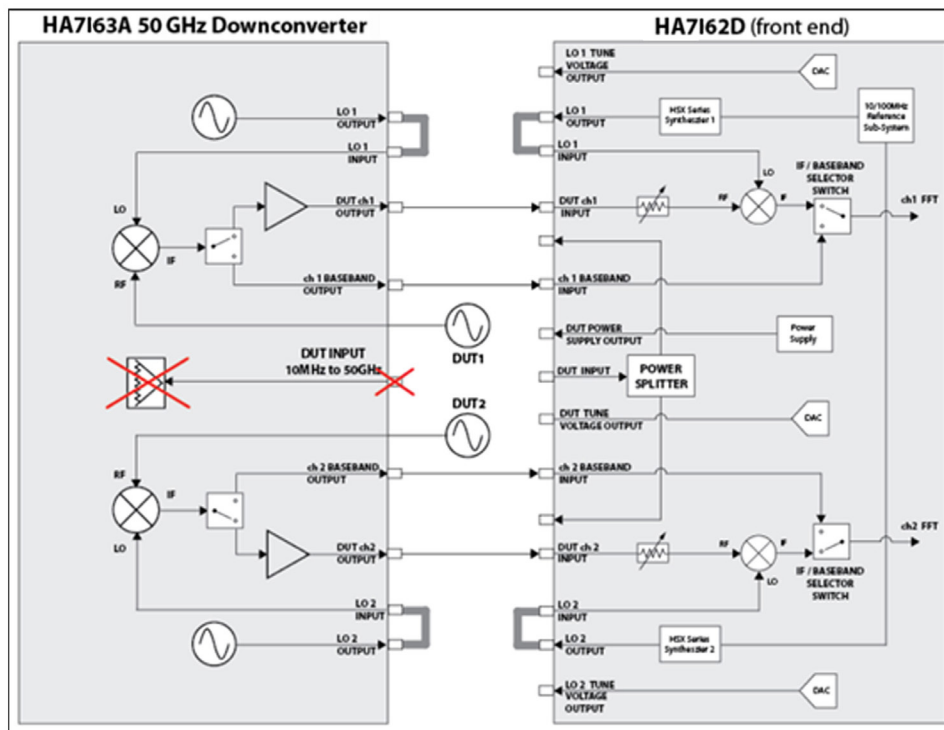 HA7I63A 50 GHz Downconverter
LO 1
OUTPUT
LO 1
INPUT
LO
DUT ch1
OUTPUT
IF
RF
ch 1 BASEBAND
OUTPUT
DUT1
DUT INPUT
10MHz to 50GHz
DUT2
ch 2 BASEBAND
OUTPUT
RF
IF
LO
DUT ch2
OUTPUT
LO 2
INPUT
LO 2
OUTPUT
HA7I62D (front end)
LO 1 TUNE
VOLTAGE
OUTPUT
DAC
LO 1
OUTPUT
HSX Series
Synthesizer 1
10/100MHz
Reference
Sub-System
LO 1
INPUT
LO
IF / BASEBAND
SELECTOR
SWITCH
DUT ch1
INPUT
RF
IF
ch1 FFT
ch 1 BASEBAND
INPUT
DUT POWER
SUPPLY OUTPUT
Power
Supply
DUT INPUT
POWER
SPLITTER
DUT TUNE
VOLTAGE OUTPUT
DAC
ch 2 BASEBAND
INPUT
DUT ch 2
INPUT
RF
IF
LO
ch2 FFT
IF / BASEBAND
SELECTOR
SWITCH
LO 2
INPUT
LO 2
OUTPUT
HSX Series
Synthesizer 2
LO 2 TUNE
VOLTAGE
OUTPUT
DAC